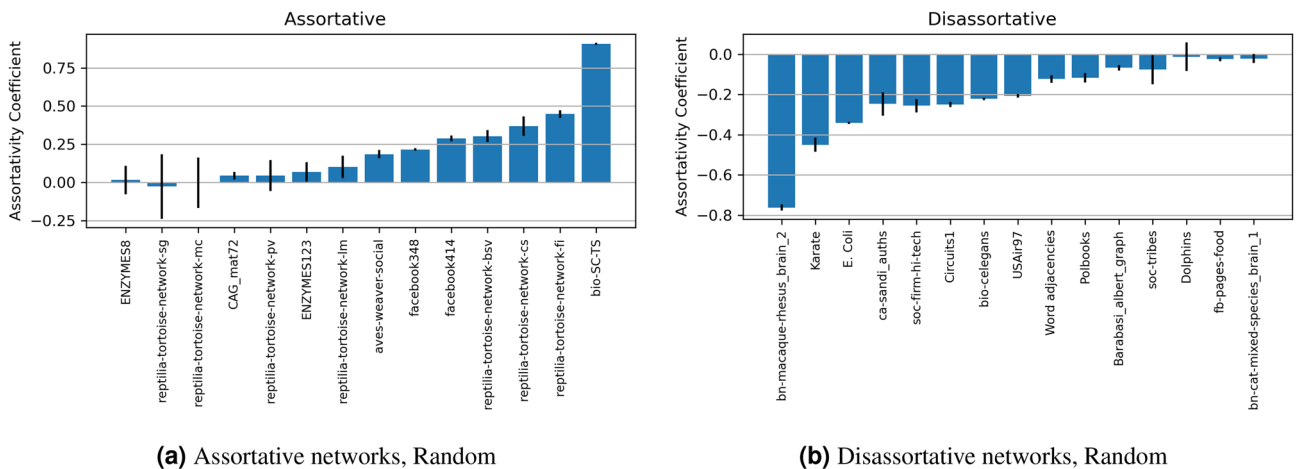 Assortative
Assortativity Coefficient
0.75
0.50
0.25
0.00
−0.25
ENZYMES8
reptilia-tortoise-network-sg
reptilia-tortoise-network-mc
CAG_mat72
reptilia-tortoise-network-pv
ENZYMES123
reptilia-tortoise-network-lm
aves-weaver-social
facebook348
facebook414
reptilia-tortoise-network-bsv
reptilia-tortoise-network-cs
reptilia-tortoise-network-fi
bio-SC-TS
(a) Assortative networks, Random
Disassortative
Assortativity Coefficient
0.0
−0.2
−0.4
−0.6
−0.8
bn-macaque-rhesus_brain_2
Karate
E. Coli
ca-sandi_auths
soc-firm-hi-tech
Circuits1
bio-celegans
USAir97
Word adjacencies
Polbooks
Barabasi_albert_graph
soc-tribes
Dolphins
fb-pages-food
bn-cat-mixed-species_brain_1
(b) Disassortative networks, Random